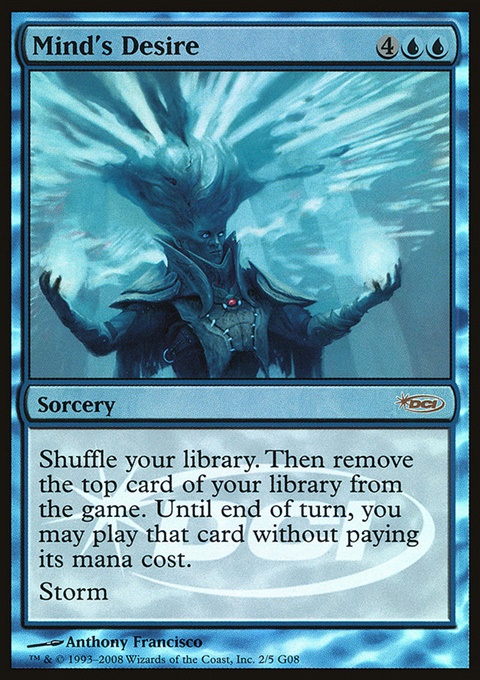 Mind's Desire 4
Sorcery DCI
Shuffle your library. Then remove
the top card of your library from
the game. Until end of turn, you
may play that card without paying
its mana cost.
Storm
DCI
Anthony Francisco
™ & © 1993–2008 Wizards of the Coast, Inc. 2/5 G08